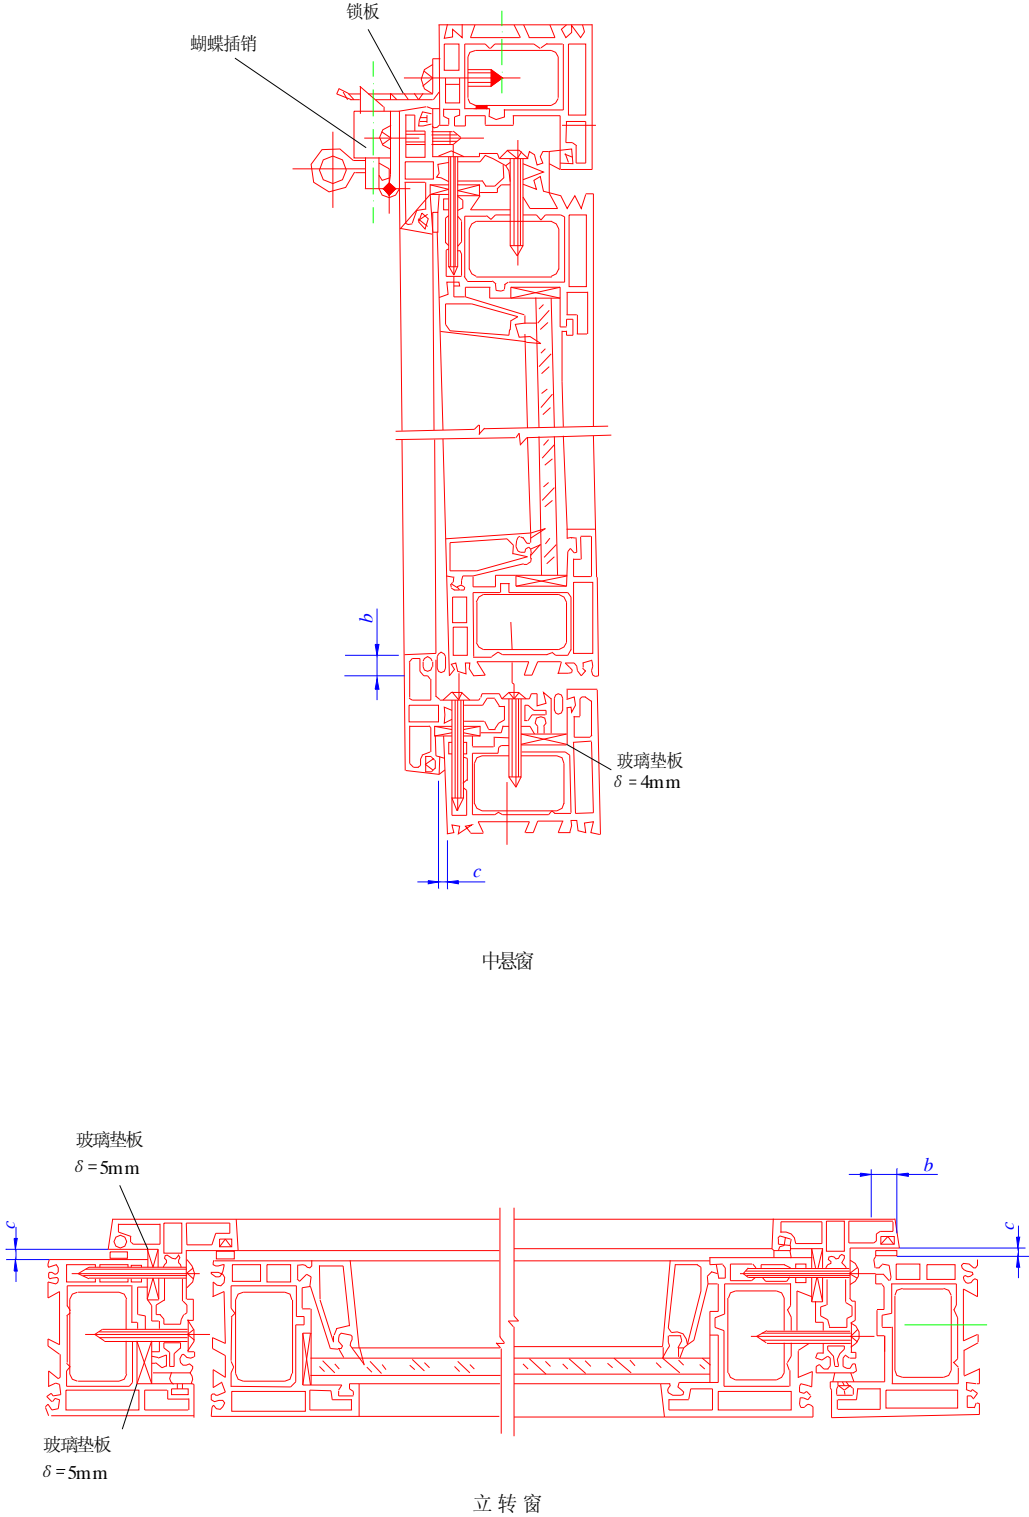 锁板
蝴蝶插销
b
玻璃垫板
δ = 4mm
c
中悬窗
玻璃垫板
δ = 5mm
b
c
c
玻璃垫板
δ = 5mm
立转窗